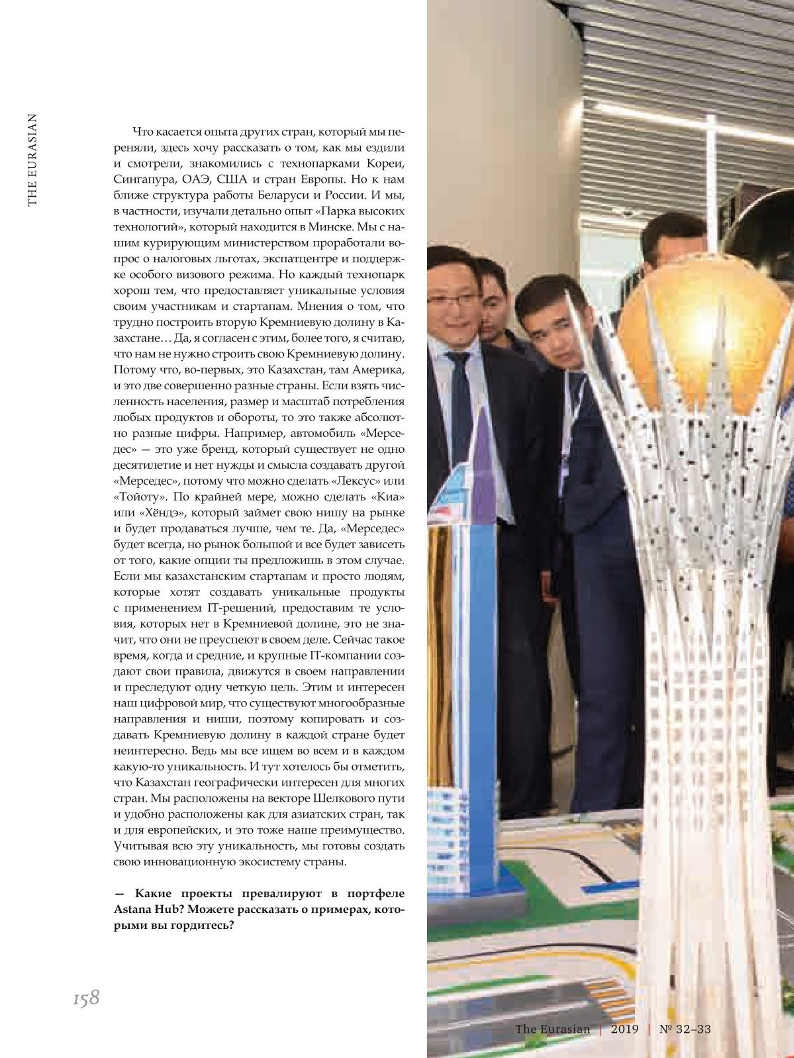 THE EURASIAN
Что касается опыта других стран, который мы пе-
реняли, здесь хочу рассказать о том, как мы ездили
и смотрели, знакомились с технопарками Кореи,
Сингапура, ОАЭ, США и стран Европы. Но к нам
ближе структура работы Беларуси и России. И мы,
в частности, изучали детально опыт «Парка высоких
технологий», который находится в Минске. Мы с на-
шим курирующим министерством проработали во-
прос о налоговых льготах, экспатцентре и поддерж-
ке особого визового режима. Но каждый технопарк
хорош тем, что предоставляет уникальные условия
своим участникам и стартапам. Мнения о том, что
трудно построить вторую Кремниевую долину в Ка-
захстане… Да, я согласен с этим, более того, я считаю,
что нам не нужно строить свою Кремниевую долину.
Потому что, во-первых, это Казахстан, там Америка,
и это две совершенно разные страны. Если взять чис-
ленность населения, размер и масштаб потребления
любых продуктов и обороты, то это также абсолют-
но разные цифры. Например, автомобиль «Мерсе-
дес» — это уже бренд, который существует не одно
десятилетие и нет нужды и смысла создавать другой
«Мерседес», потому что можно сделать «Лексус» или
«Тойоту». По крайней мере, можно сделать «Киа»
или «Хёндэ», который займет свою нишу на рынке
и будет продаваться лучше, чем те. Да, «Мерседес»
будет всегда, но рынок большой и все будет зависеть
от того, какие опции ты предложишь в этом случае.
Если мы казахстанским стартапам и просто людям,
которые хотят создавать уникальные продукты
с применением IT-решений, предоставим те усло-
вия, которых нет в Кремниевой долине, это не зна-
чит, что они не преуспеют в своем деле. Сейчас такое
время, когда и средние, и крупные IT-компании соз-
дают свои правила, движутся в своем направлении
и преследуют одну четкую цель. Этим и интересен
наш цифровой мир, что существуют многообразные
направления и ниши, поэтому копировать и соз-
давать Кремниевую долину в каждой стране будет
неинтересно. Ведь мы все ищем во всем и в каждом
какую-то уникальность. И тут хотелось бы отметить,
что Казахстан географически интересен для многих
стран. Мы расположены на векторе Шелкового пути
и удобно расположены как для азиатских стран, так
и для европейских, и это тоже наше преимущество.
Учитывая всю эту уникальность, мы готовы создать
свою инновационную экосистему страны.
— Какие проекты превалируют в портфеле
Astana Hub? Можете рассказать о примерах, кото-
рыми вы гордитесь?
158
The Eurasian | 2019 | № 32–33